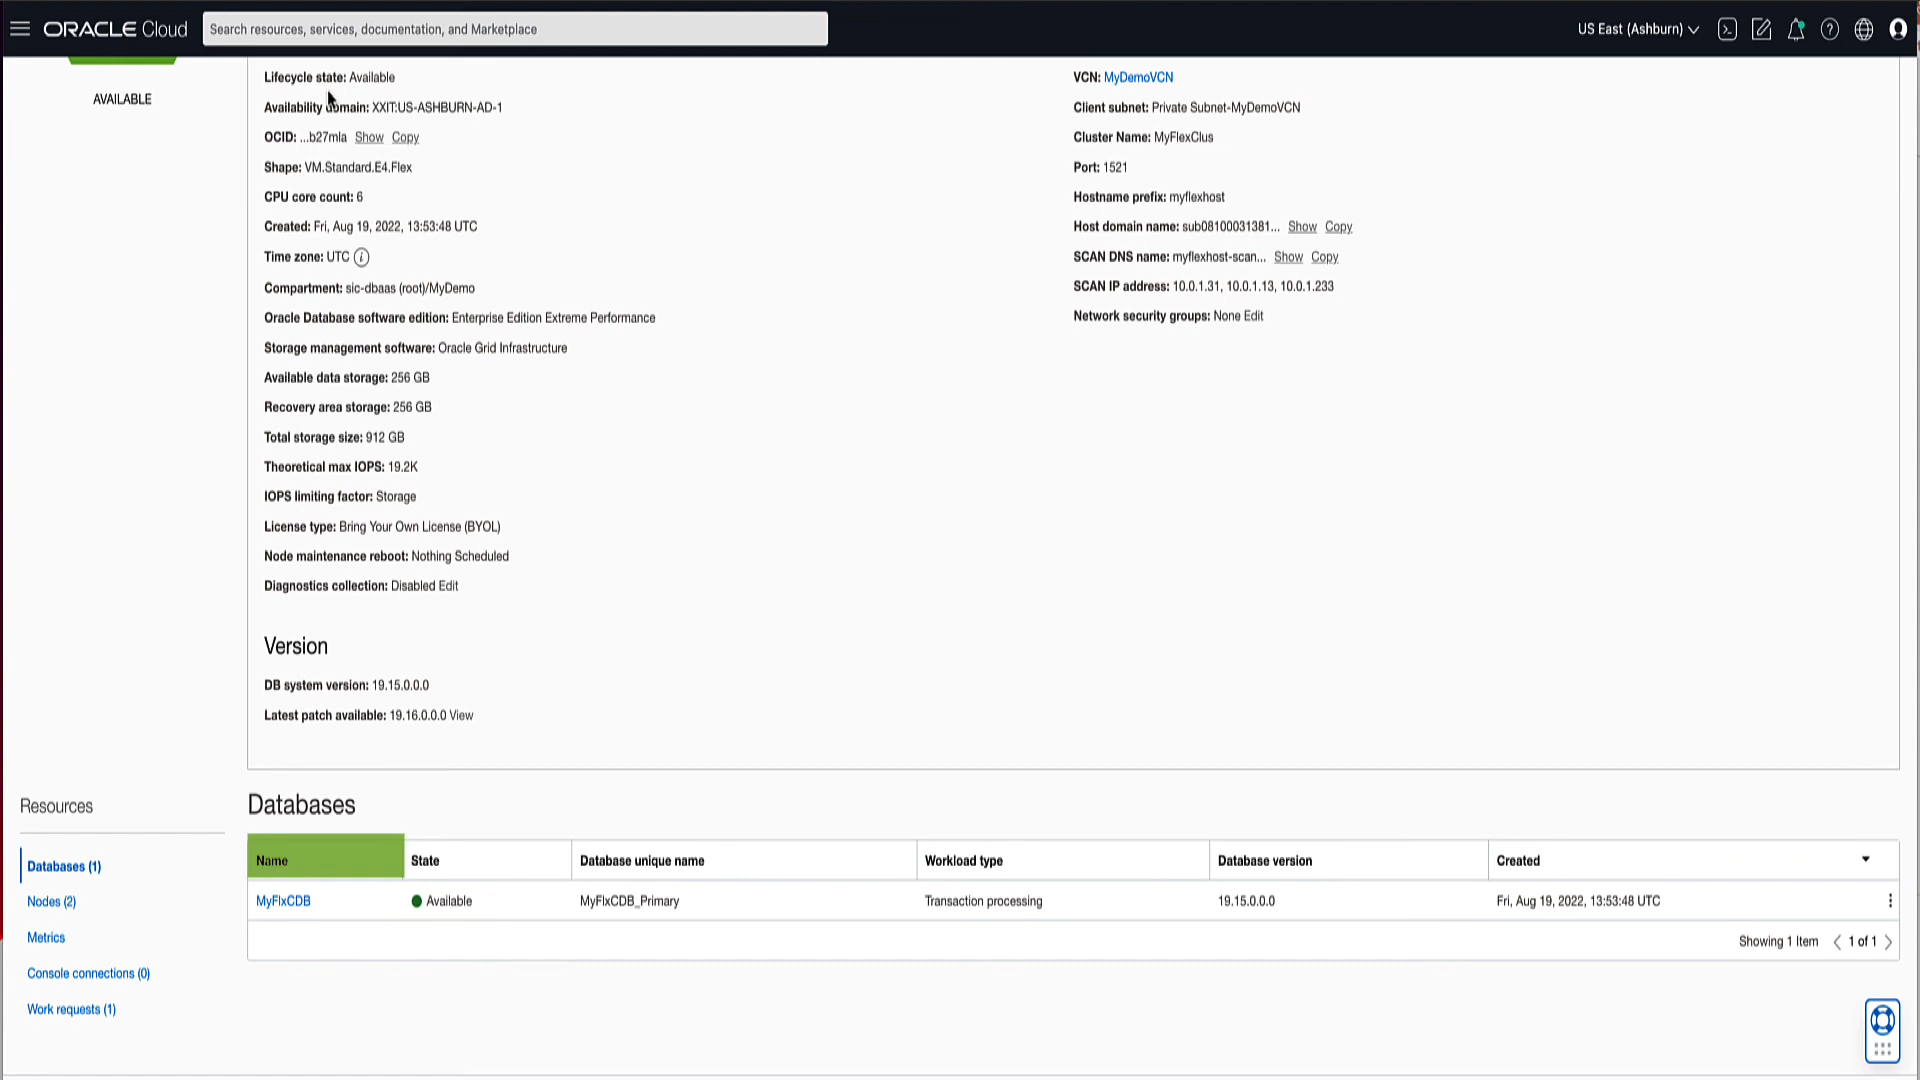 ORACLE Cloud
Search resources, services, documentation, and Marketplace
US East (Ashburn)
AVAILABLE
Lifecycle state: Available
Availability domain: XXIT:US-ASHBURN-AD-1
OCID: ...b27mla Show Copy
Shape: VM.Standard.E4.Flex
CPU core count: 6
Created: Fri, Aug 19, 2022, 13:53:48 UTC
Time zone: UTC i
Compartment: sic-dbaas (root)/MyDemo
Oracle Database software edition: Enterprise Edition Extreme Performance
Storage management software: Oracle Grid Infrastructure
Available data storage: 256 GB
Recovery area storage: 256 GB
Total storage size: 912 GB
Theoretical max IOPS: 19.2K
IOPS limiting factor: Storage
License type: Bring Your Own License (BYOL)
Node maintenance reboot: Nothing Scheduled
Diagnostics collection: Disabled Edit
VCN: MyDemoVCN
Client subnet: Private Subnet-MyDemoVCN
Cluster Name: MyFlexClus
Port: 1521
Hostname prefix: myflexhost
Host domain name: sub08100031381... Show Copy
SCAN DNS name: myflexhost-scan... Show Copy
SCAN IP address: 10.0.1.31, 10.0.1.13, 10.0.1.233
Network security groups: None Edit
Version
DB system version: 19.15.0.0.0
Latest patch available: 19.16.0.0.0 View
Resources
Databases (1)
Nodes (2)
Metrics
Console connections (0)
Work requests (1)
Databases
Name State Database unique name Workload type Database version Created
MyFlxCDB Available MyFlxCDB_Primary Transaction processing 19.15.0.0.0 Fri, Aug 19, 2022, 13:53:48 UTC
Showing 1 Item < 1 of 1 >